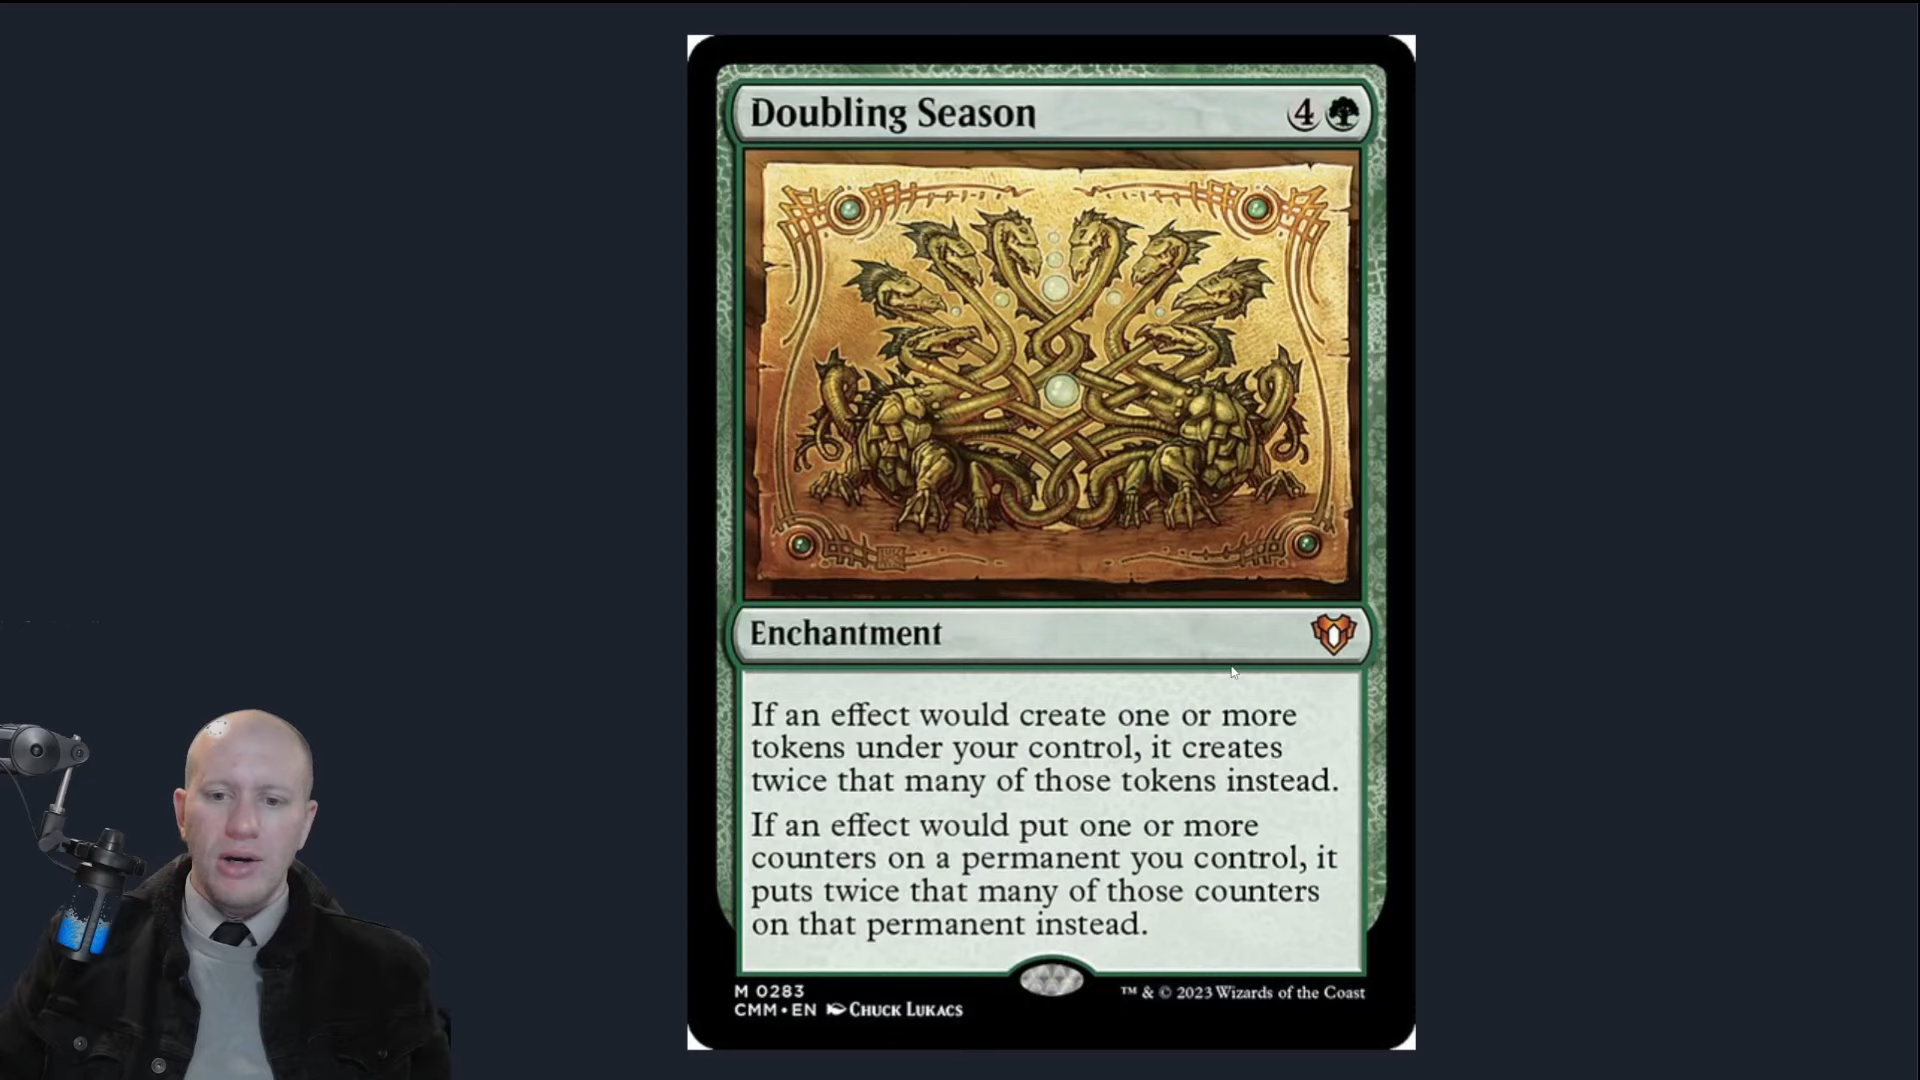 Doubling Season 4
Enchantment
If an effect would create one or more
tokens under your control, it creates
twice that many of those tokens instead.
If an effect would put one or more
counters on a permanent you control, it
puts twice that many of those counters
on that permanent instead.
M 0283
CMM • EN CHUCK LUKACS
™ & © 2023 Wizards of the Coast